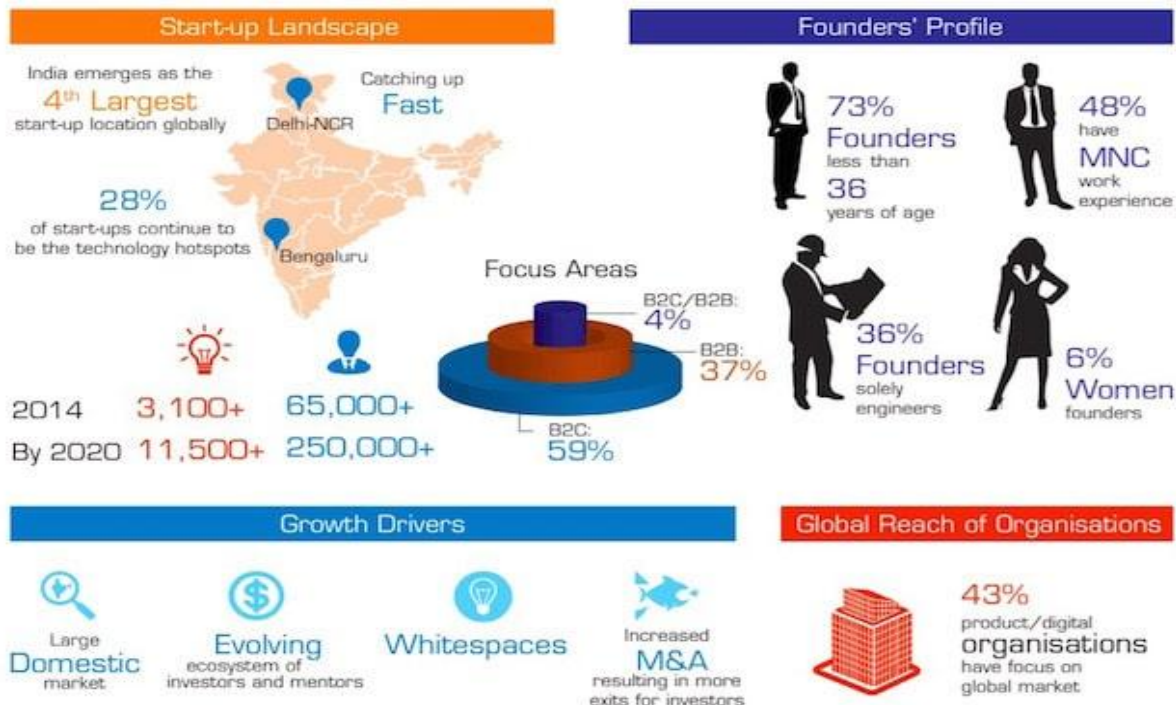 Start-up Landscape
India emerges as the
4th Largest
start-up location globally
Catching up
Fast
Delhi-NCR
28%
of start-ups continue to
be the technology hotspots
Bengaluru
2014 3,100+ 65,000+
By 2020 11,500+ 250,000+
Focus Areas
B2C/B2B:
4%
B2B:
37%
B2C:
59%
Founders' Profile
73%
Founders
less than
36
years of age
48%
have
MNC
work
experience
36%
Founders
solely
engineers
6%
Women
founders
Growth Drivers
Large
Domestic
market
Evolving
ecosystem of
investors and mentors
Whitespaces
Increased
M&A
resulting in more
exits for investors
Global Reach of Organisations
43%
product/digital
organisations
have focus on
global market